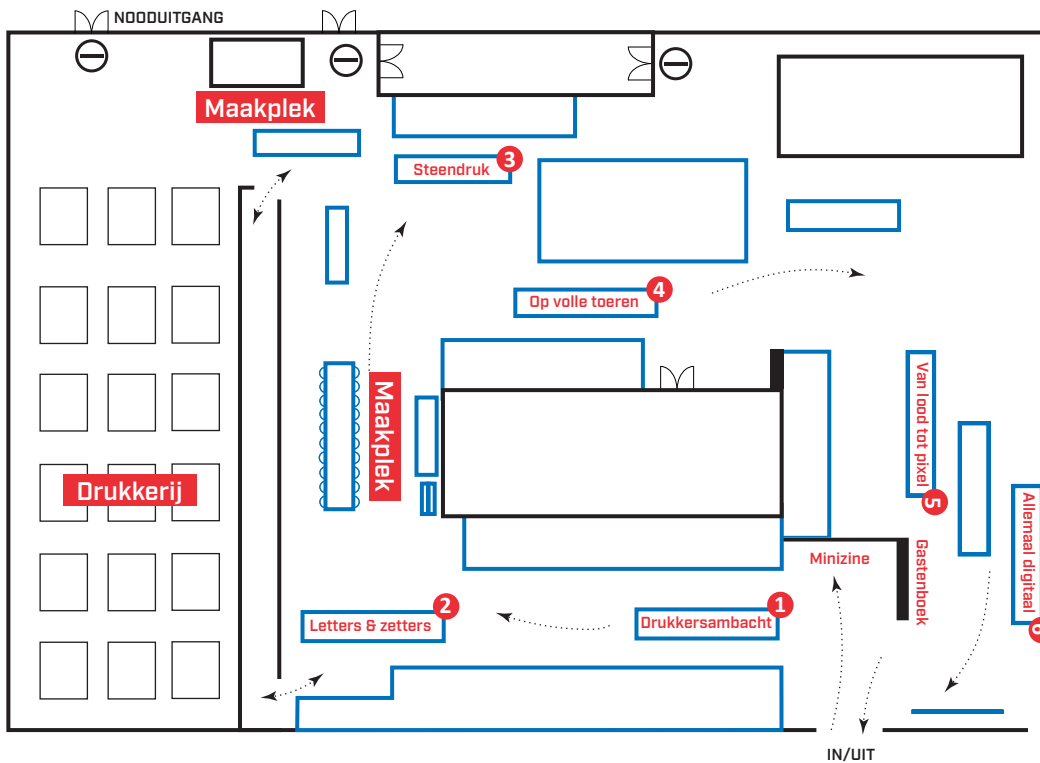 NOODUITGANG
Maakplek
Steendruk
3
Op volle toeren
4
Maakplek
Van lood tot pixel
5
Drukkerij
Allemaal digitaal
6
Minizine
Gastenboek
Letters & zetters
2
Drukkersambacht
1
IN/UIT